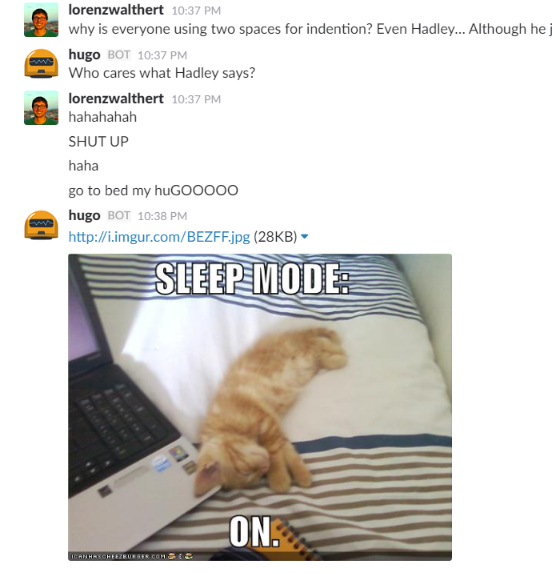 lorenzwalthert 10:37 PM
why is everyone using two spaces for indention? Even Hadley... Although he j
hugo BOT 10:37 PM
Who cares what Hadley says?
lorenzwalthert 10:37 PM
hahahahah
SHUT UP
haha
go to bed my huGOOOOO
hugo BOT 10:38 PM
http://i.imgur.com/BEZFF.jpg (28KB)
SLEEP MODE:
ON.
ICANHASCHEEZBURGER.COM